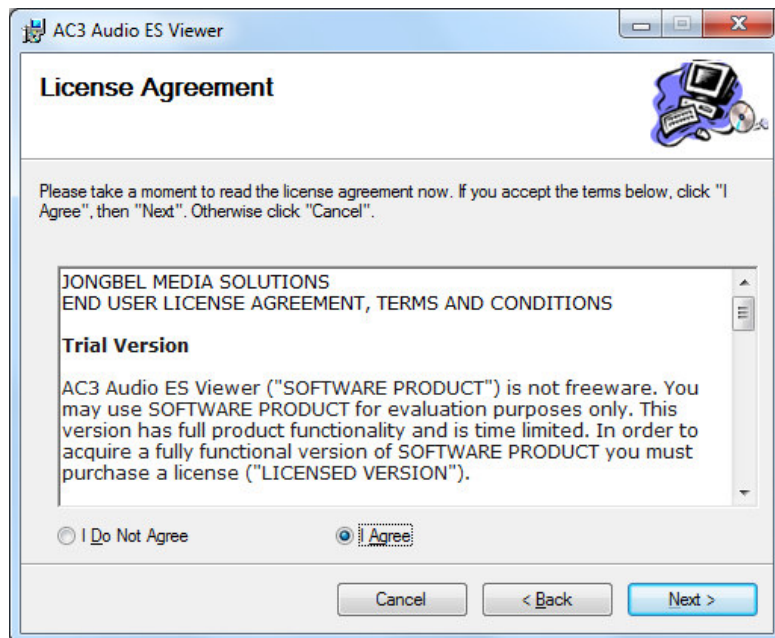 AC3 Audio ES Viewer
License Agreement
Please take a moment to read the license agreement now. If you accept the terms below, click "I
Agree", then "Next". Otherwise click "Cancel".
JONGBEL MEDIA SOLUTIONS
END USER LICENSE AGREEMENT, TERMS AND CONDITIONS
Trial Version
AC3 Audio ES Viewer ("SOFTWARE PRODUCT") is not freeware. You
may use SOFTWARE PRODUCT for evaluation purposes only. This
version has full product functionality and is time limited. In order to
acquire a fully functional version of SOFTWARE PRODUCT you must
purchase a license ("LICENSED VERSION").
I Do Not Agree
I Agree
Cancel
< Back
Next >